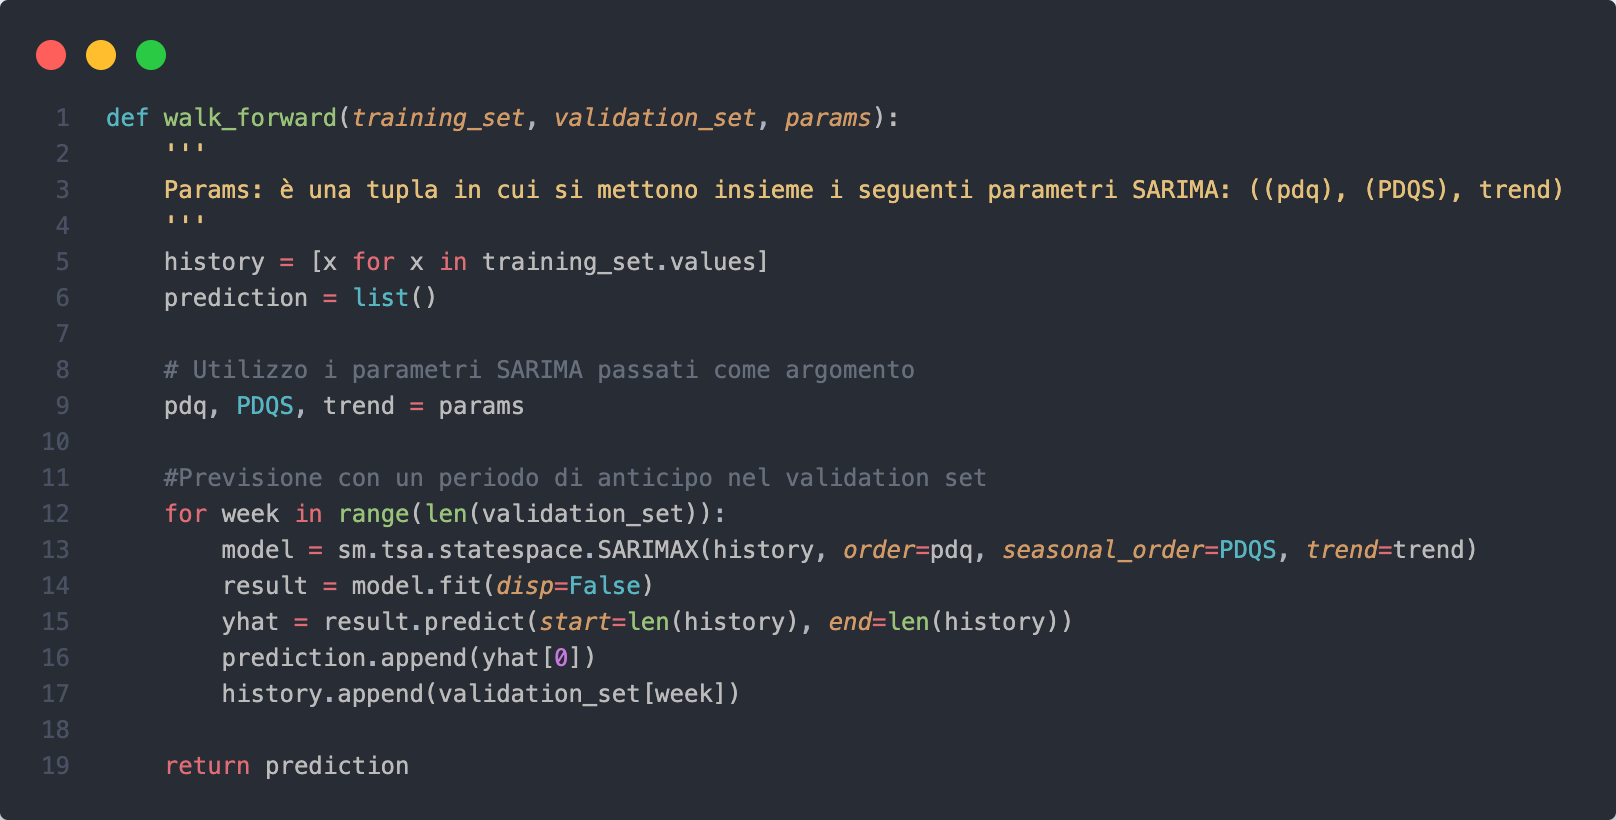 1 def walk_forward(training_set, validation_set, params):
2     '''
3     Params: è una tupla in cui si mettono insieme i seguenti parametri SARIMA: ((pdq), (PDQS), trend)
4     '''
5     history = [x for x in training_set.values]
6     prediction = list()
7
8     # Utilizzo i parametri SARIMA passati come argomento
9     pdq, PDQS, trend = params
10
11     #Previsione con un periodo di anticipo nel validation set
12     for week in range(len(validation_set)):
13         model = sm.tsa.statespace.SARIMAX(history, order=pdq, seasonal_order=PDQS, trend=trend)
14         result = model.fit(disp=False)
15         yhat = result.predict(start=len(history), end=len(history))
16         prediction.append(yhat[0])
17         history.append(validation_set[week])
18
19     return prediction